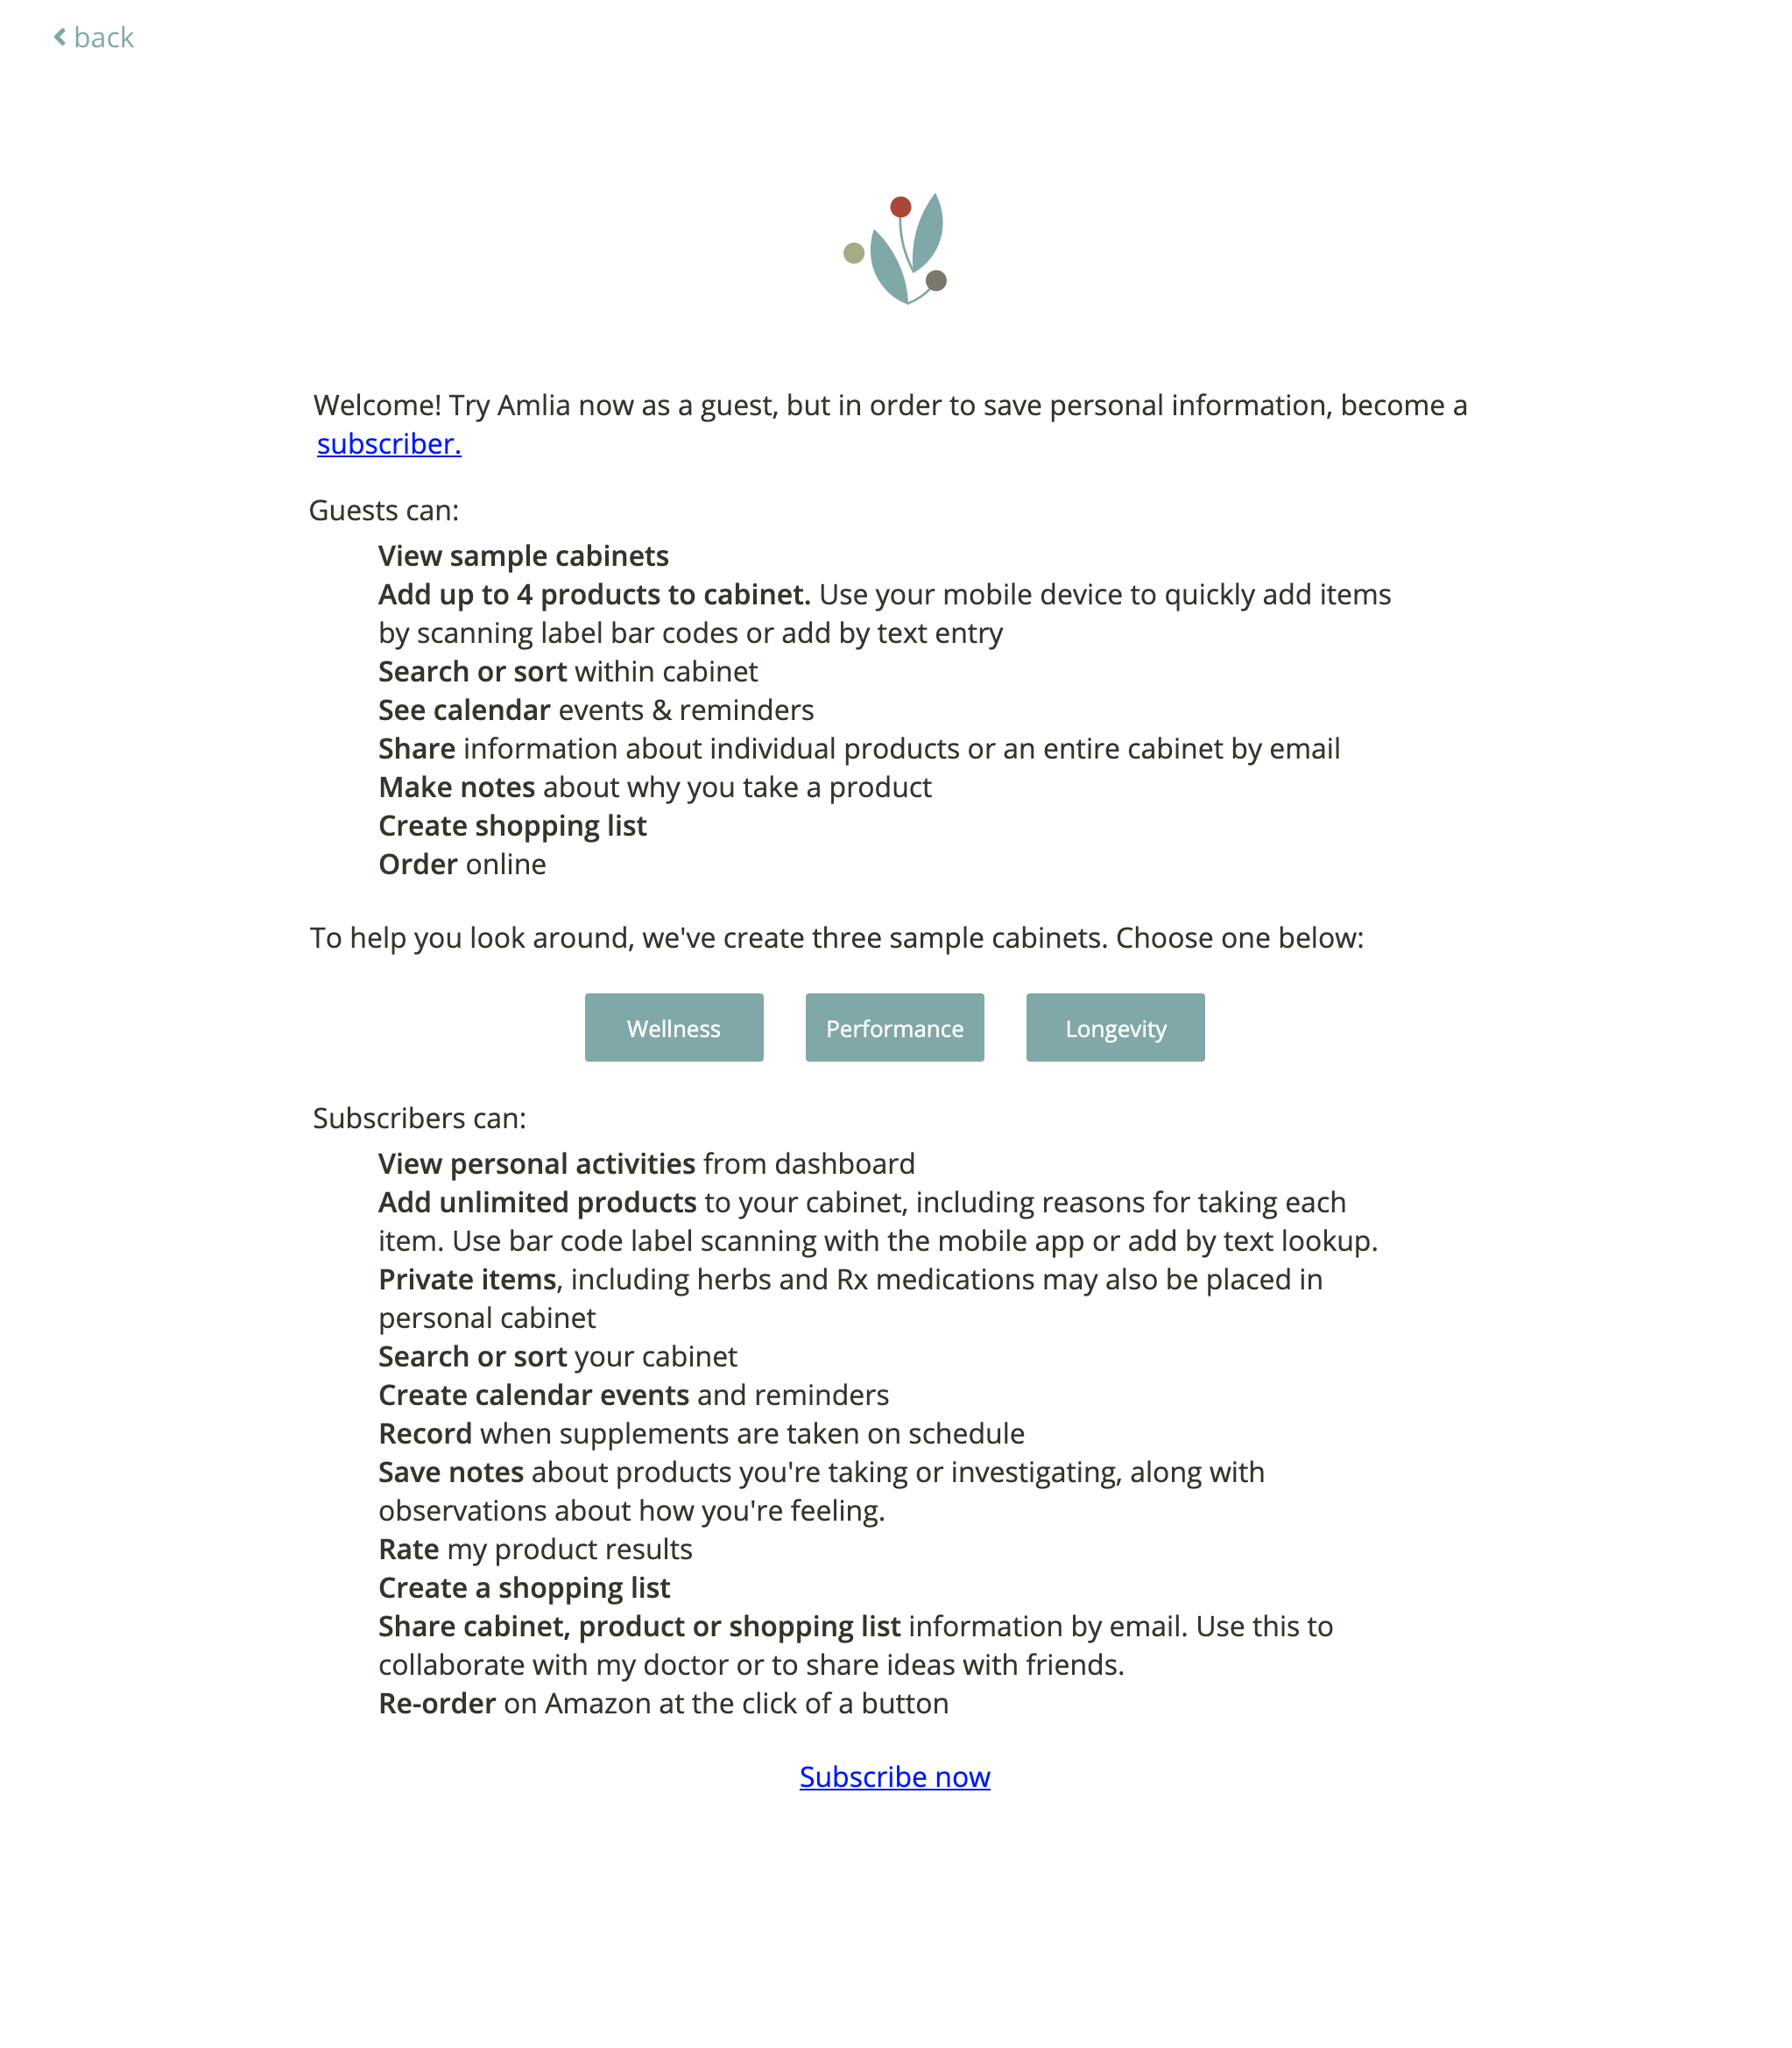 back
Welcome! Try Amlia now as a guest, but in order to save personal information, become a
subscriber.
Guests can:
View sample cabinets
Add up to 4 products to cabinet. Use your mobile device to quickly add items
by scanning label bar codes or add by text entry
Search or sort within cabinet
See calendar events & reminders
Share information about individual products or an entire cabinet by email
Make notes about why you take a product
Create shopping list
Order online
To help you look around, we've create three sample cabinets. Choose one below:
Wellness Performance Longevity
Subscribers can:
View personal activities from dashboard
Add unlimited products to your cabinet, including reasons for taking each
item. Use bar code label scanning with the mobile app or add by text lookup.
Private items, including herbs and Rx medications may also be placed in
personal cabinet
Search or sort your cabinet
Create calendar events and reminders
Record when supplements are taken on schedule
Save notes about products you're taking or investigating, along with
observations about how you're feeling.
Rate my product results
Create a shopping list
Share cabinet, product or shopping list information by email. Use this to
collaborate with my doctor or to share ideas with friends.
Re-order on Amazon at the click of a button
Subscribe now